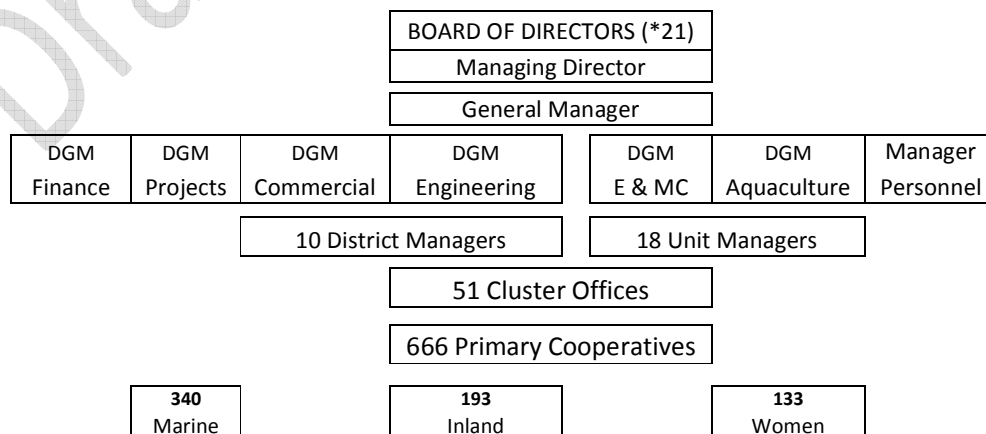 Draft
BOARD OF DIRECTORS (*21)
Managing Director
General Manager
DGM Finance
DGM Projects
DGM Commercial
DGM Engineering
DGM E & MC
DGM Aquaculture
Manager Personnel
10 District Managers
18 Unit Managers
51 Cluster Offices
666 Primary Cooperatives
340
Marine
193
Inland
133
Women